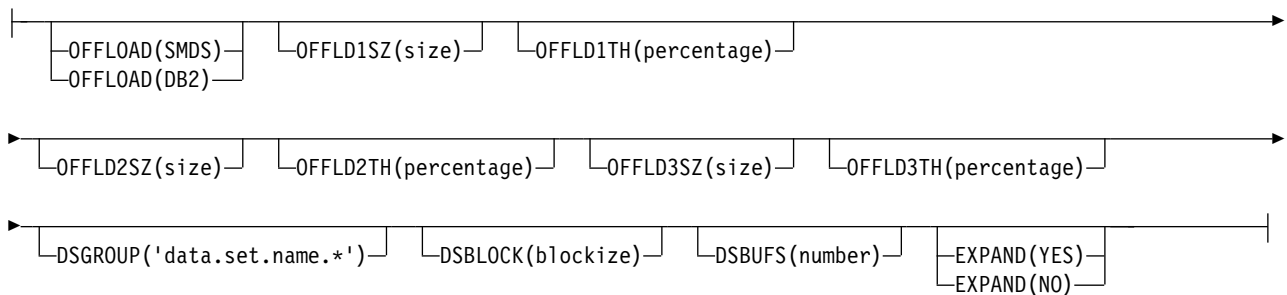 OFFLOAD(SMDS) OFFLD1SZ(size) OFFLD1TH(percentage)
OFFLOAD(DB2)
OFFLD2SZ(size) OFFLD2TH(percentage) OFFLD3SZ(size) OFFLD3TH(percentage)
DSGROUP('data.set.name.*') DSBLOCK(blockize) DSBUFS(number) EXPAND(YES)
EXPAND(NO)